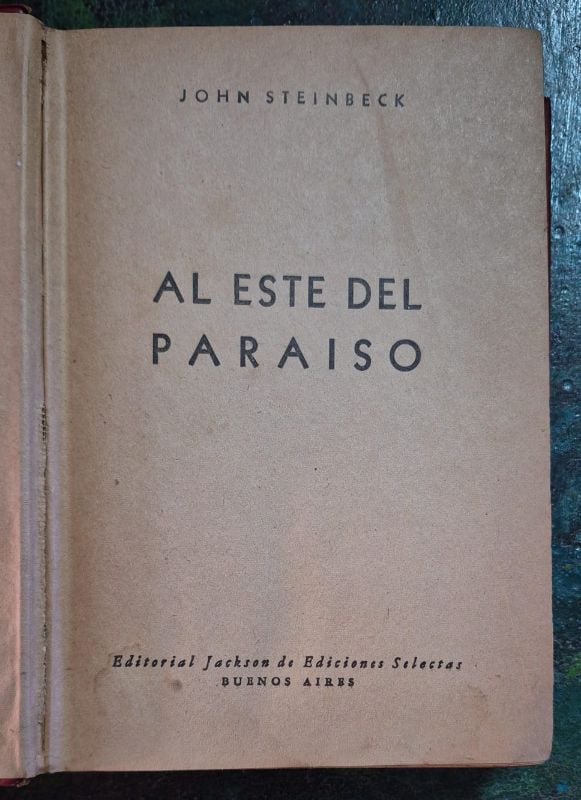 JOHN STEINBECK
AL ESTE DEL
PARAISO
Editorial Jackson de Ediciones Selectas
BUENOS AIRES